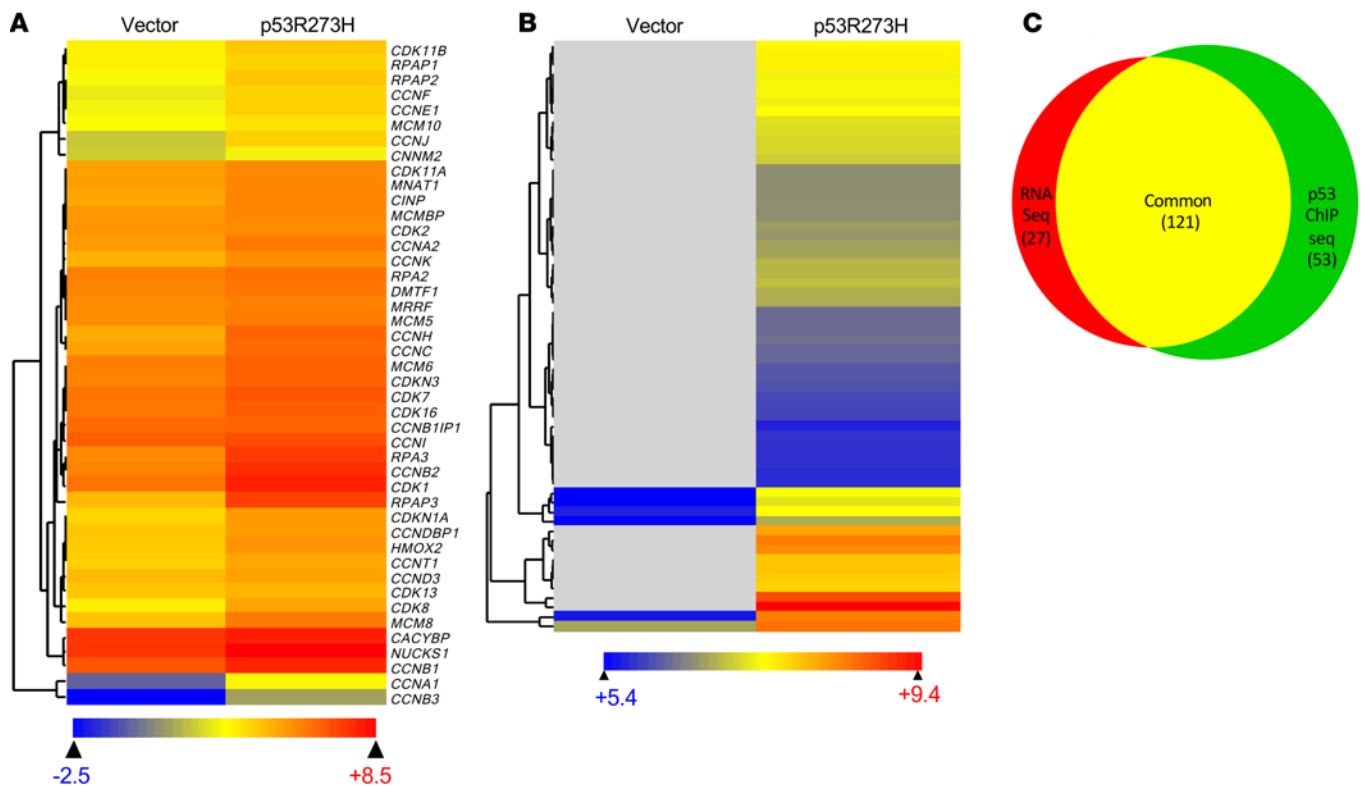 A
Vector
p53R273H
CDK11B
RPAP1
RPAP2
CCNF
CCNE1
MCM10
CCNJ
CNNM2
CDK11A
MNAT1
CINP
MCMBP
CDK2
CCNA2
CCNK
RPA2
DMTF1
MRRF
MCM5
CCNH
CCNC
MCM6
CDKN3
CDK7
CDK16
CCNB1IP1
CCNI
RPA3
CCNB2
CDK1
RPAP3
CDKN1A
CCNDBP1
HMOX2
CCNT1
CCND3
CDK13
CDK8
MCM8
CACYBP
NUCKS1
CCNB1
CCNA1
CCNB3
-2.5
+8.5
B
Vector
p53R273H
+5.4
+9.4
C
RNA
Seq
(27)
Common
(121)
p53
ChIP
seq
(53)